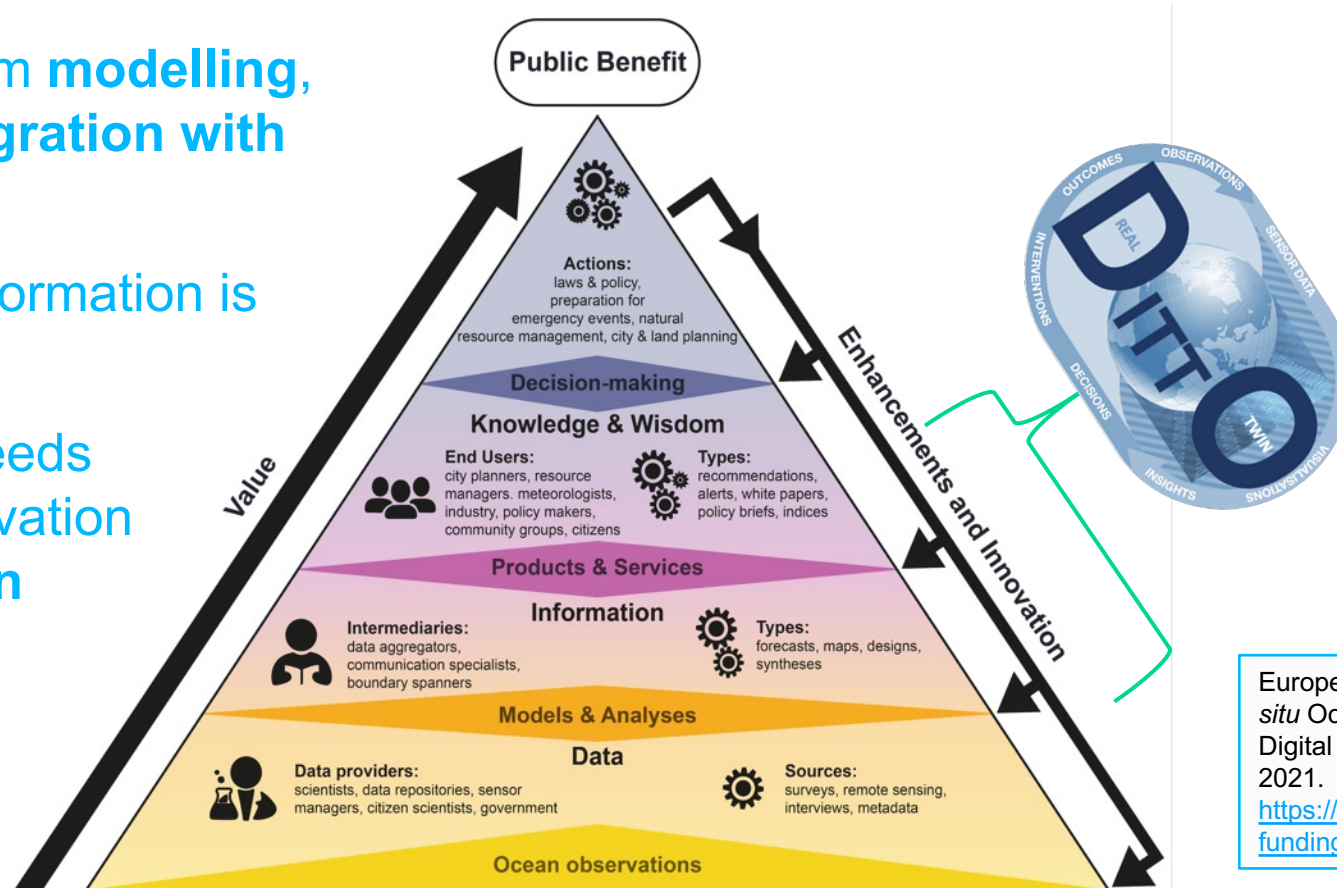 m modelling,
gration with
ormation is
eeds
vation
n
Public Benefit
Value
Actions:
laws & policy,
preparation for
emergency events, natural
resource management, city & land planning
Decision-making
Knowledge & Wisdom
End Users:
city planners, resource
managers. meteorologists,
industry, policy makers,
community groups, citizens
Types:
recommendations,
alerts, white papers,
policy briefs, indices
Products & Services
Information
Intermediaries:
data aggregators,
communication specialists,
boundary spanners
Types:
forecasts, maps, designs,
syntheses
Models & Analyses
Data
Data providers:
scientists, data repositories, sensor
managers, citizen scientists, government
Sources:
surveys, remote sensing,
interviews, metadata
Ocean observations
Enhancements and Innovation
DITTO
REAL
TWIN
OUTCOMES
OBSERVATIONS
SENSOR DATA
VISUALISATIONS
INSIGHTS
DECISIONS
INTERVENTIONS
Europe
situ Oc
Digital
2021.
https://
funding